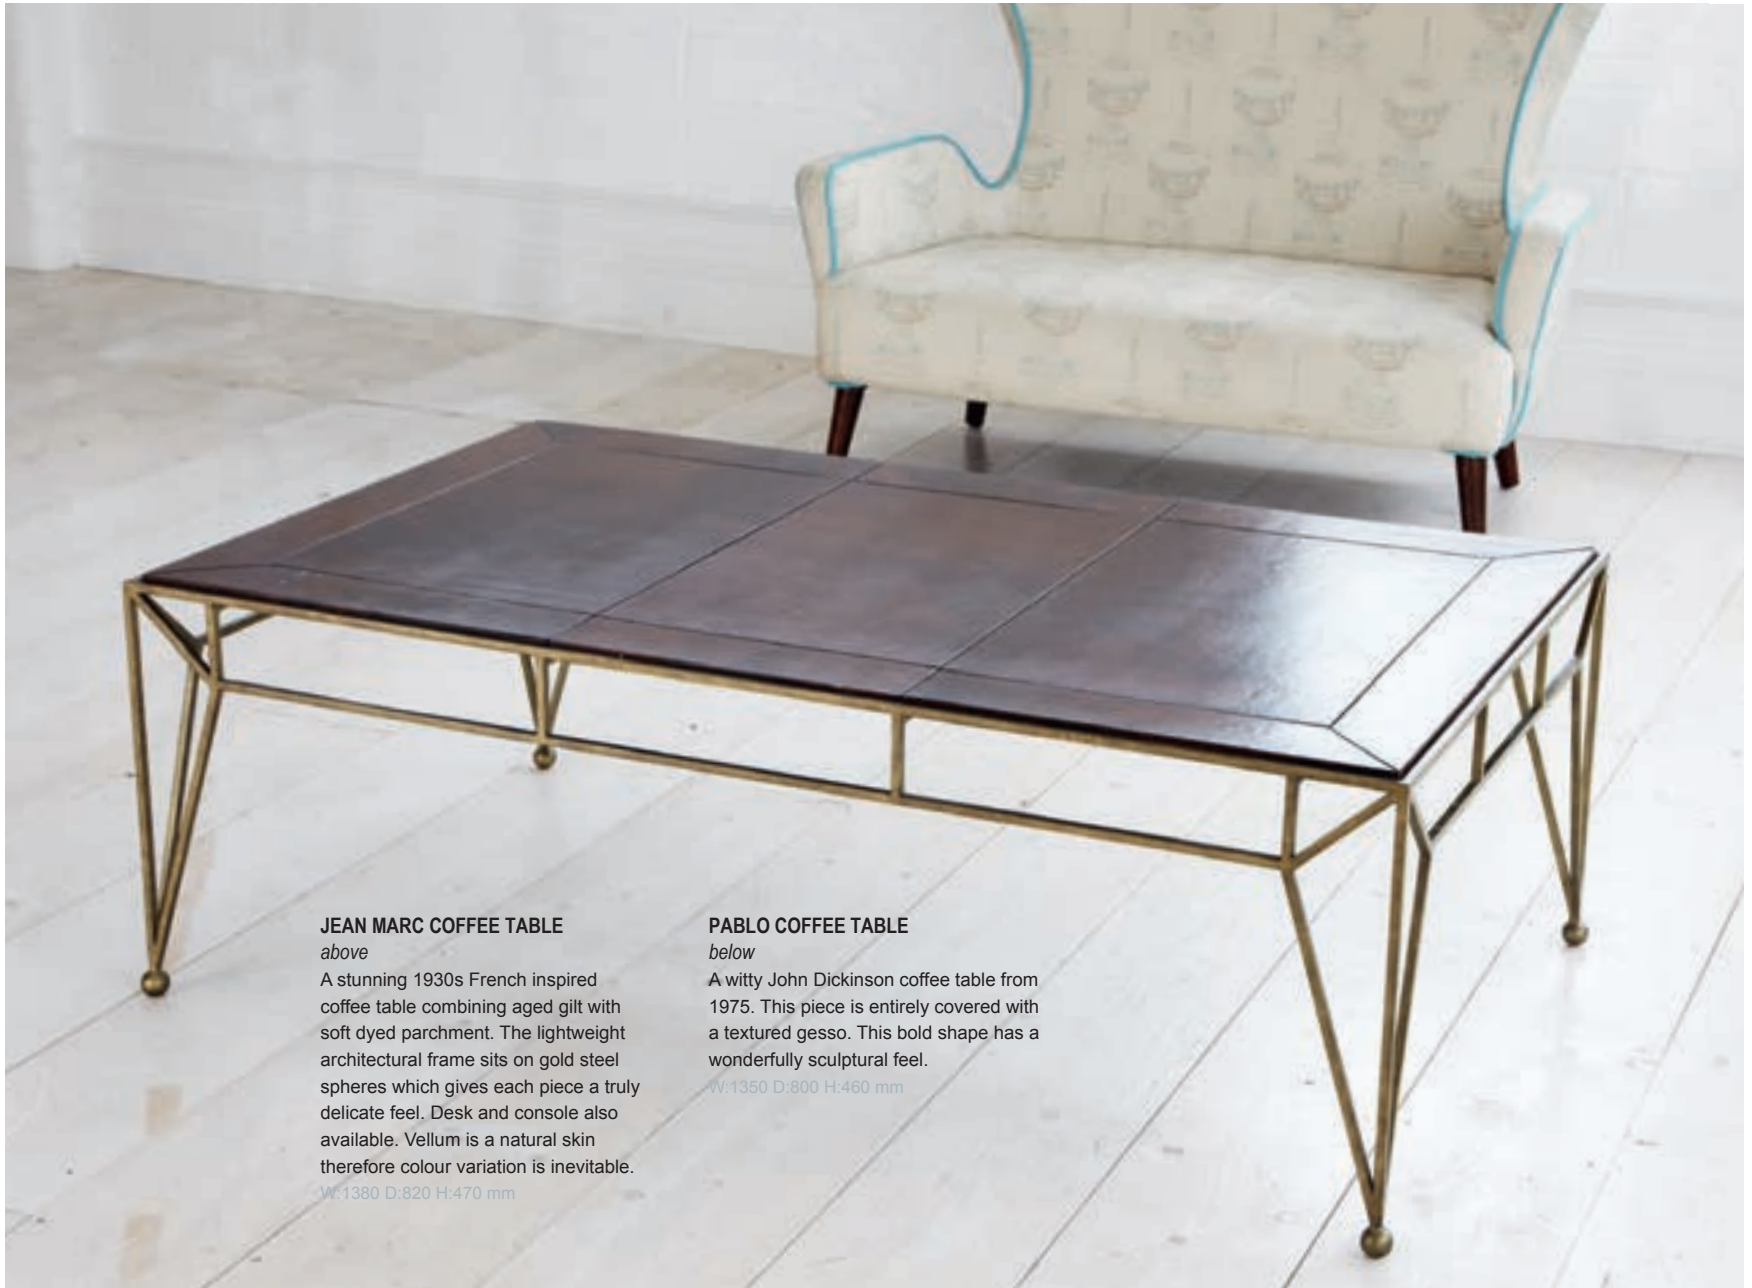 JEAN MARC COFFEE TABLE
above
A stunning 1930s French inspired
coffee table combining aged gilt with
soft dyed parchment. The lightweight
architectural frame sits on gold steel
spheres which gives each piece a truly
delicate feel. Desk and console also
available. Vellum is a natural skin
therefore colour variation is inevitable.
W:1380 D:820 H:470 mm
PABLO COFFEE TABLE
below
A witty John Dickinson coffee table from
1975. This piece is entirely covered with
a textured gesso. This bold shape has a
wonderfully sculptural feel.
W:1350 D:800 H:460 mm